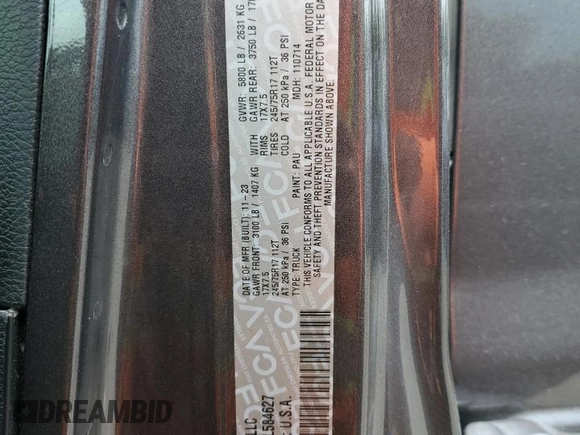 LLC
584627
U.S.A.
DATE OF MFR (BUILT): 11-23 GVWR: 5800 LB / 2631 KG
GAWR FRONT: 3100 LB / 1407 KG WITH GAWR REAR: 3750 LB /
17X7.5 RIMS 17X7.5
245/75R17 112T TIRES 245/75R17 112T
AT 250 kPa / 36 PSI COLD AT 250 kPa / 36 PSI
TYPE: TRUCK PAINT: PAU MDH: 110714
THIS VEHICLE CONFORMS TO ALL APPLICABLE U.S.A. FEDERAL MOTOR
SAFETY AND THEFT PREVENTION STANDARDS IN EFFECT ON THE DA
MANUFACTURE SHOWN ABOVE.
DREAMBID